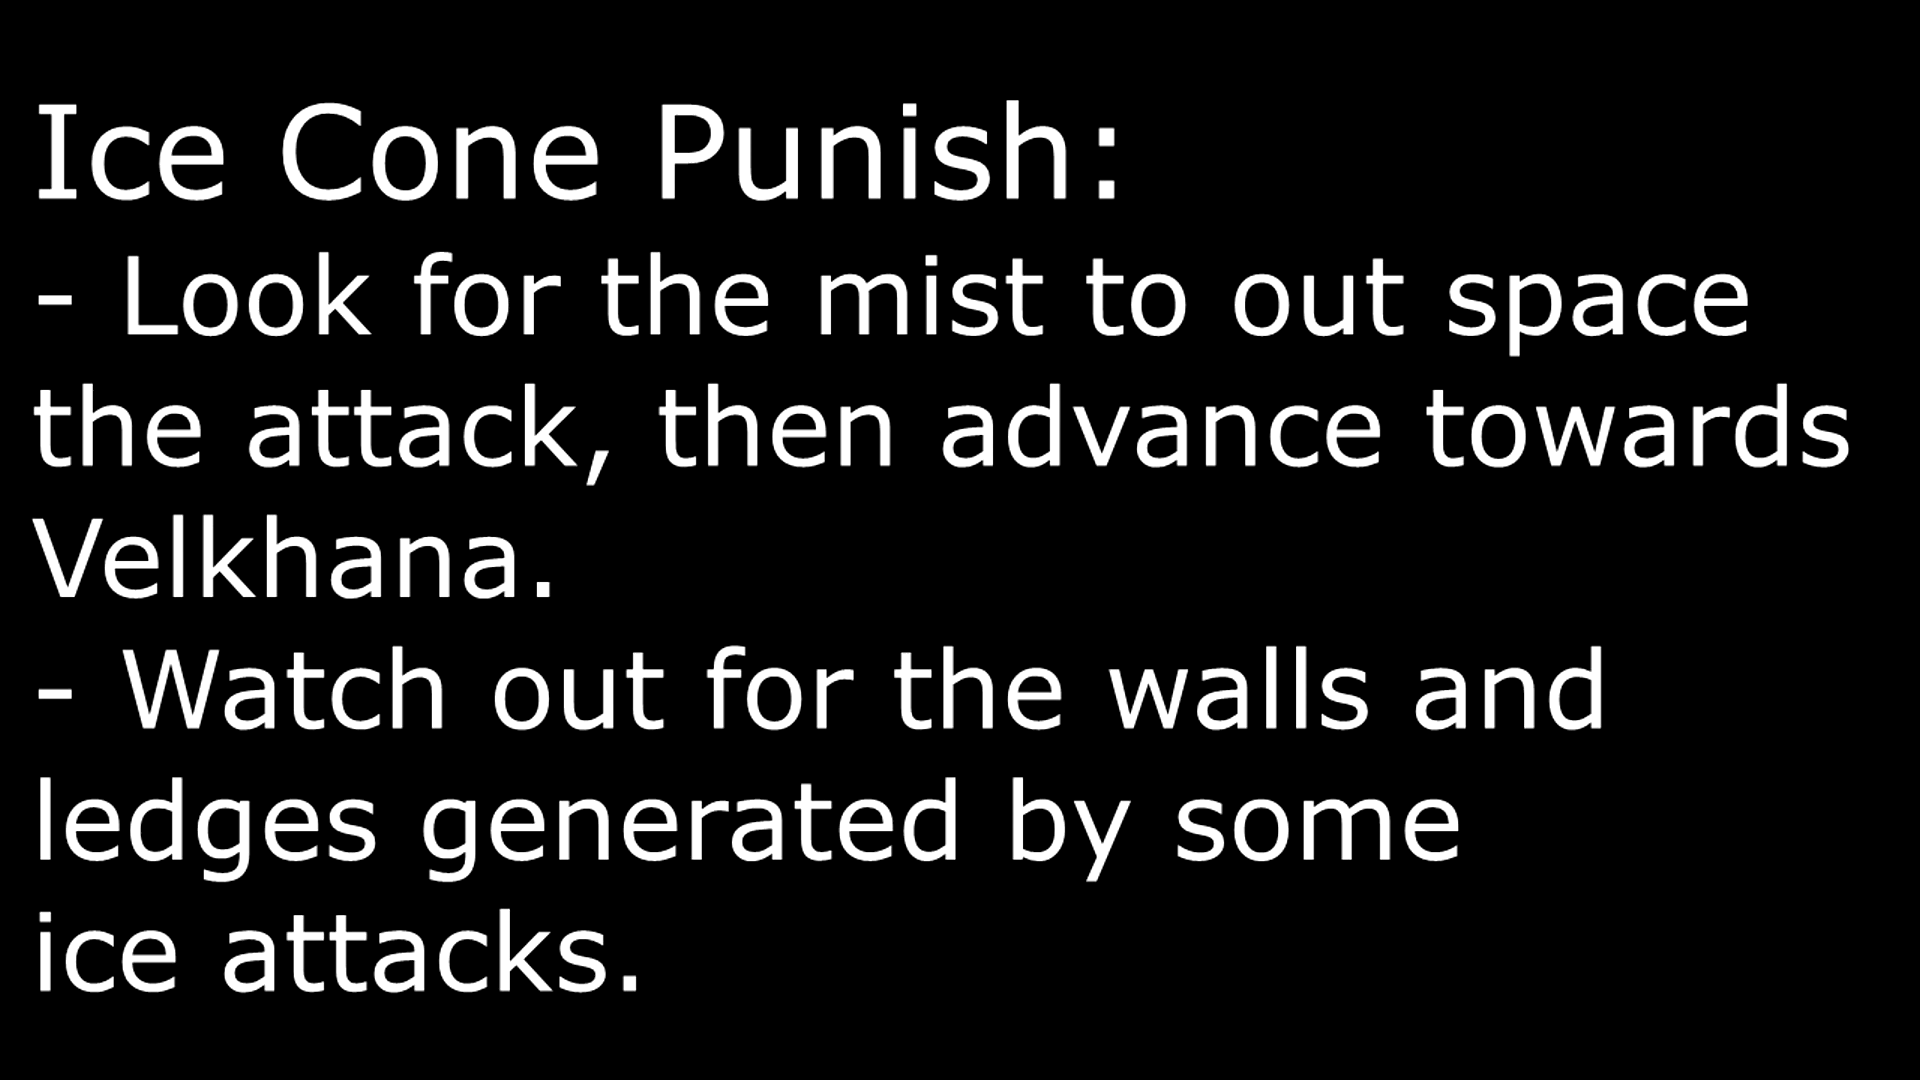 Ice Cone Punish:
- Look for the mist to out space
the attack, then advance towards
Velkhana.
- Watch out for the walls and
ledges generated by some
ice attacks.